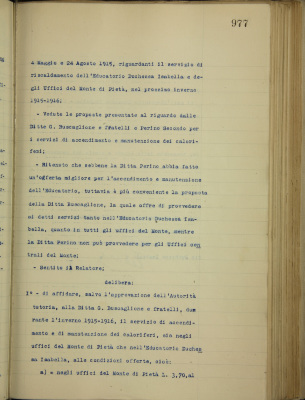 977
4 Maggio e 24 Agosto 1915, riguardanti il servizio di
riscaldamento dell'Educatorio Duchessa Isabella e de-
gli Uffici del Monte di Pietà, nel prossimo inverno
1915-1916;
- Vedute le proposte presentate al riguardo dalle
Ditte G. Buscaglione e fratelli e Perino Secondo per
i servizi di accendimento e manutenzione dei calori-
feri;
- Ritenuto che sebbene la Ditta Perino abbia fatto
un'offerta migliore per l'accendimento e manutenzione
dell'Educatorio, tuttavia è più conveniente la proposta
della Ditta Buscaglione, la quale offre di provvedere
ai detti servizi tanto nell'Educatorio Duchessa Isa-
bella, quanto in tutti gli uffici del Monte, mentre
la Ditta Perino non può provvedere per gli Uffici cen
trali del Monte;
- Sentito il Relatore;
delibera:
1° - di affidare, salva l'approvazione dell'Autorità
tutoria, alla Ditta G. Buscaglione e fratelli, du
rante l'inverno 1915-1916, il servizio di accendi-
mento e di manutenzione dei caloriferi, sia negli
uffici del Monte di Pietà che nell'Educatorio Duches
sa Isabella, alle condizioni offerte, cioè:
a) - negli uffici del Monte di Pietà L. 3,70, al